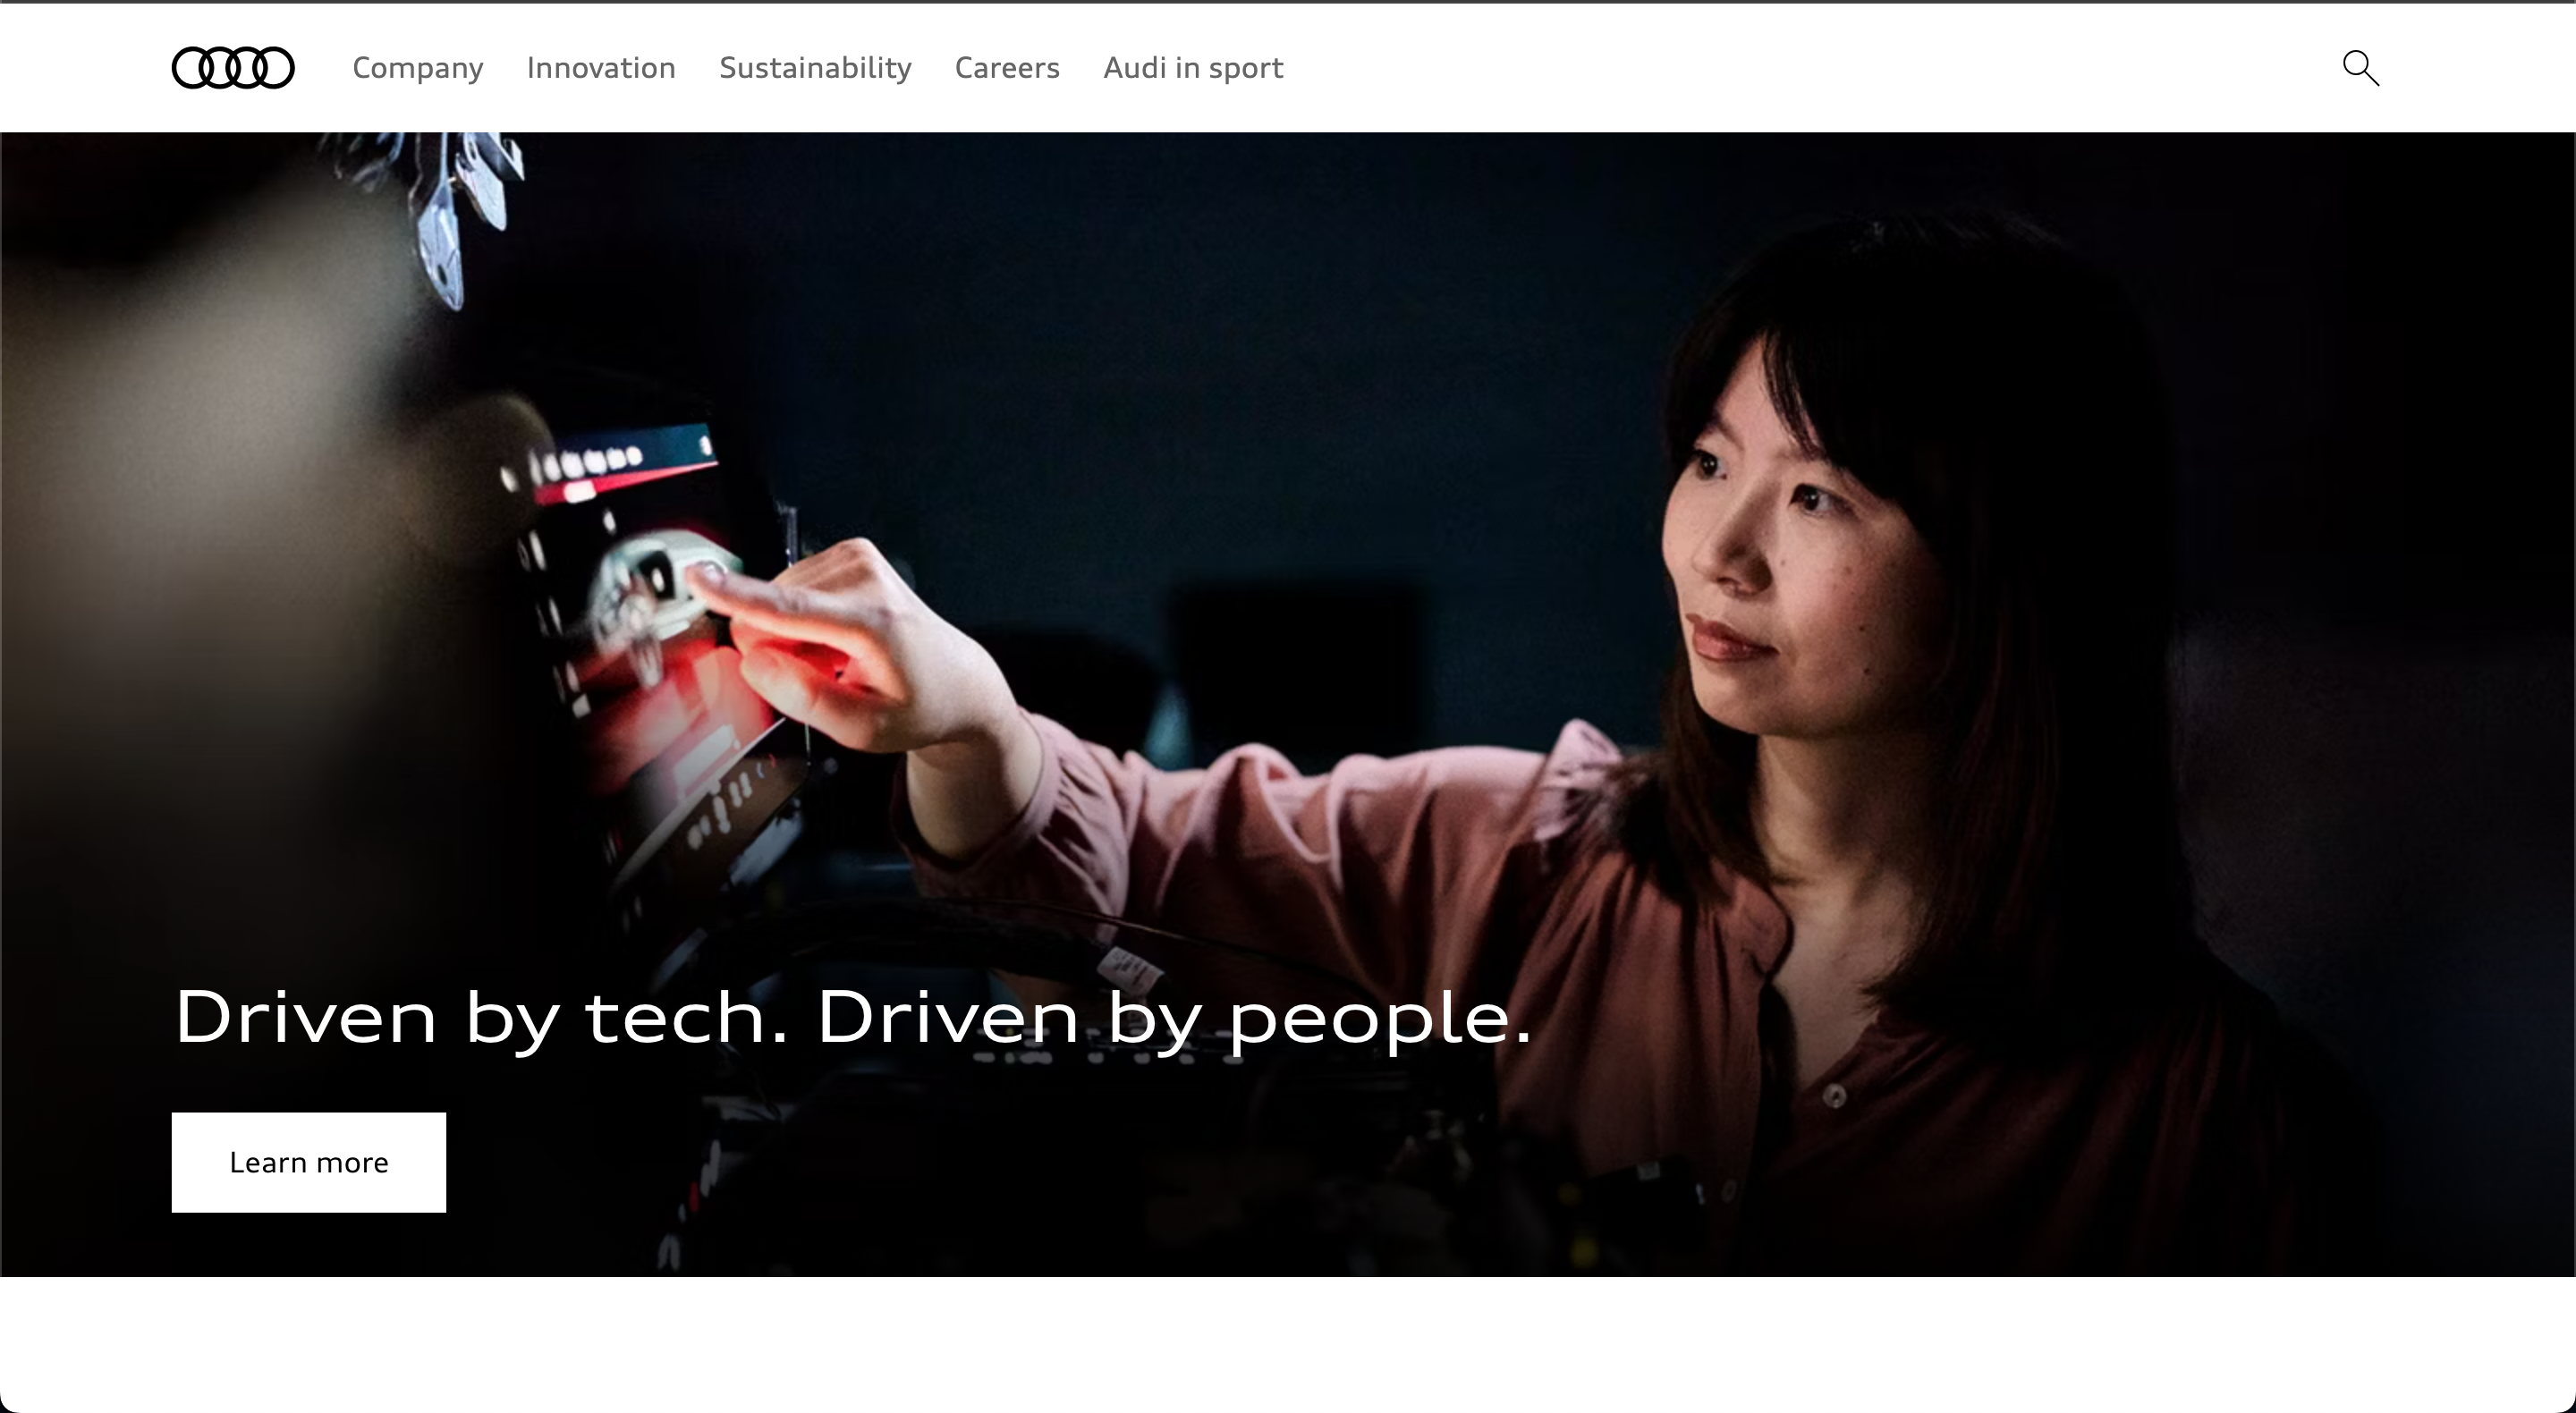 Company Innovation Sustainability Careers Audi in sport
Driven by tech. Driven by people.
Learn more